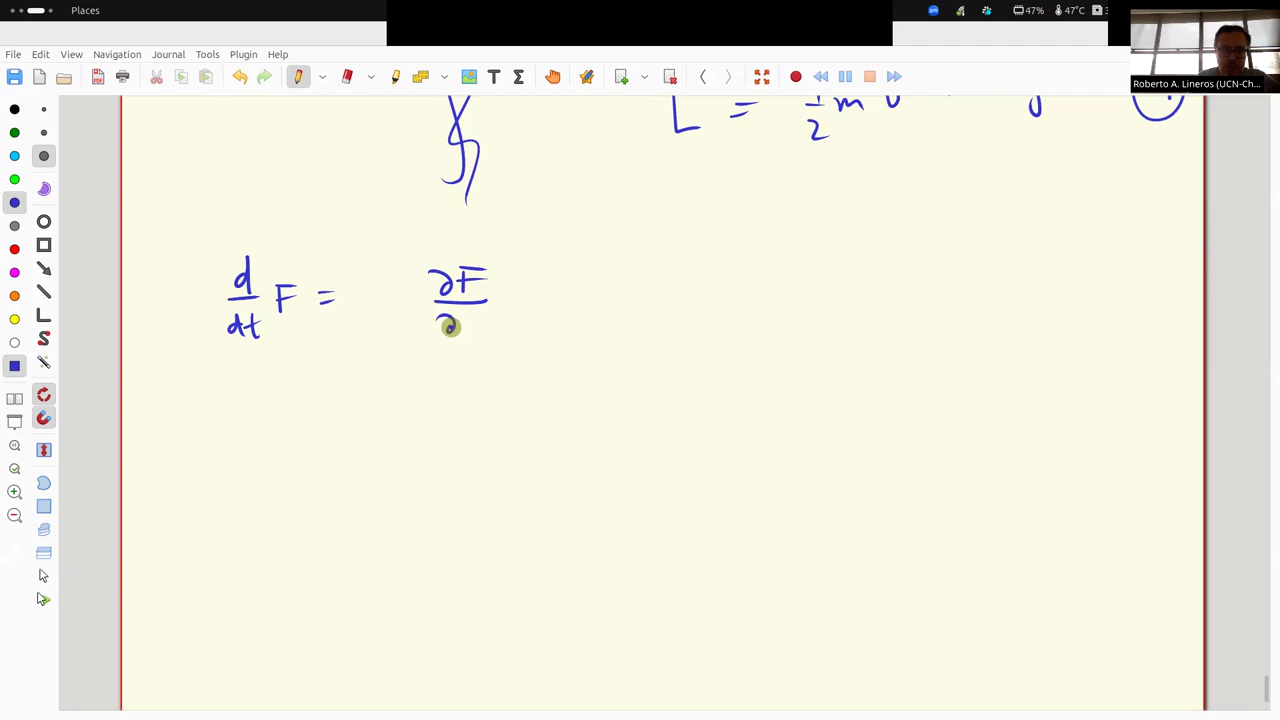 Places
47% 47°C
File Edit View Navigation Journal Tools Plugin Help
Roberto A. Lineros (UCN-Ch...
L = 1/2 m
d/dt F = ∂F/∂